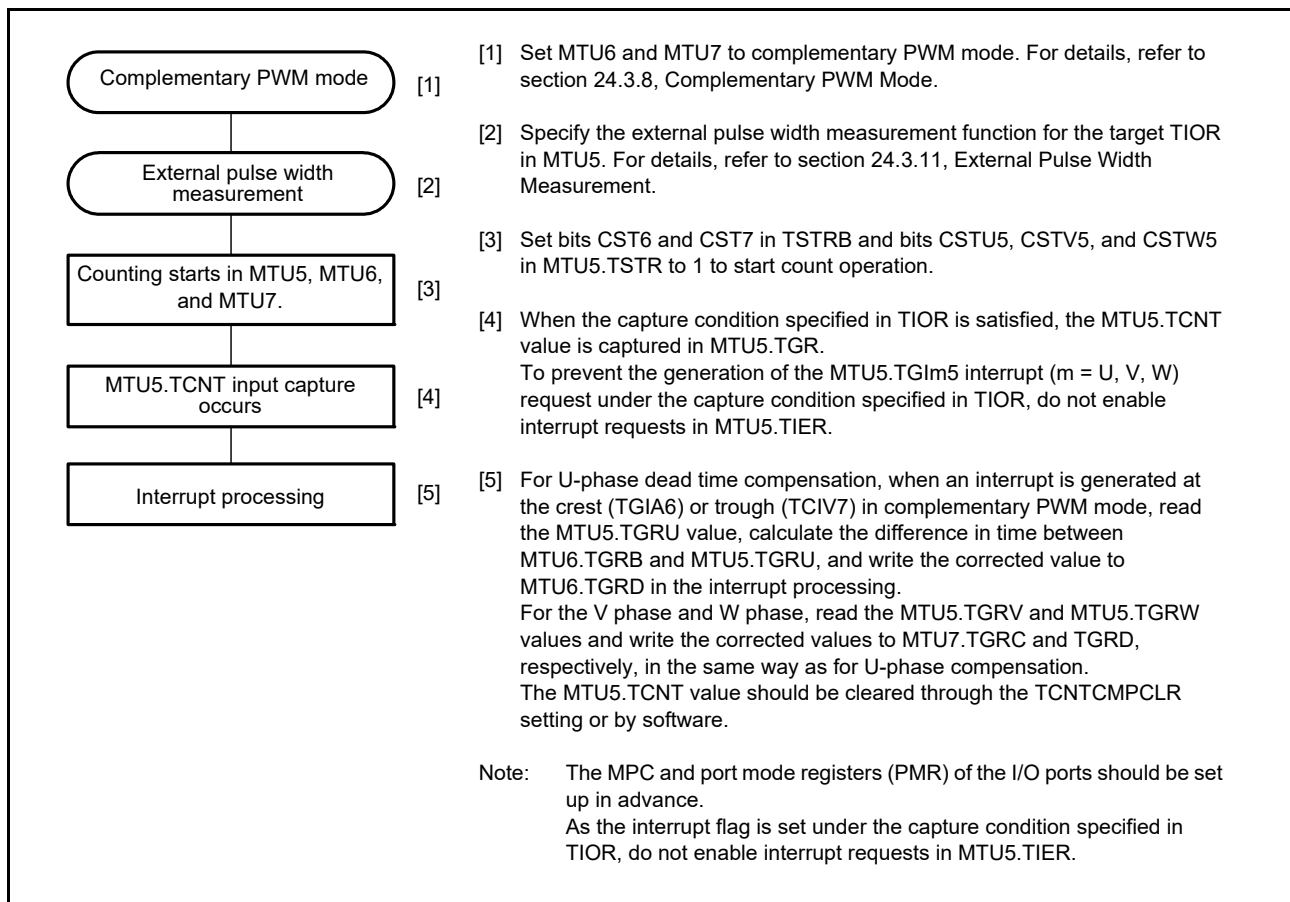 Complementary PWM mode
[1]
External pulse width
measurement
[2]
Counting starts in MTU5, MTU6,
and MTU7.
[3]
MTU5.TCNT input capture
occurs
[4]
Interrupt processing
[5]
[1] Set MTU6 and MTU7 to complementary PWM mode. For details, refer to
section 24.3.8, Complementary PWM Mode.
[2] Specify the external pulse width measurement function for the target TIOR
in MTU5. For details, refer to section 24.3.11, External Pulse Width
Measurement.
[3] Set bits CST6 and CST7 in TSTRB and bits CSTU5, CSTV5, and CSTW5
in MTU5.TSTR to 1 to start count operation.
[4] When the capture condition specified in TIOR is satisfied, the MTU5.TCNT
value is captured in MTU5.TGR.
To prevent the generation of the MTU5.TGIm5 interrupt (m = U, V, W)
request under the capture condition specified in TIOR, do not enable
interrupt requests in MTU5.TIER.
[5] For U-phase dead time compensation, when an interrupt is generated at
the crest (TGIA6) or trough (TCIV7) in complementary PWM mode, read
the MTU5.TGRU value, calculate the difference in time between
MTU6.TGRB and MTU5.TGRU, and write the corrected value to
MTU6.TGRD in the interrupt processing.
For the V phase and W phase, read the MTU5.TGRV and MTU5.TGRW
values and write the corrected values to MTU7.TGRC and TGRD,
respectively, in the same way as for U-phase compensation.
The MTU5.TCNT value should be cleared through the TCNTCMPCLR
setting or by software.
Note: The MPC and port mode registers (PMR) of the I/O ports should be set
up in advance.
As the interrupt flag is set under the capture condition specified in
TIOR, do not enable interrupt requests in MTU5.TIER.